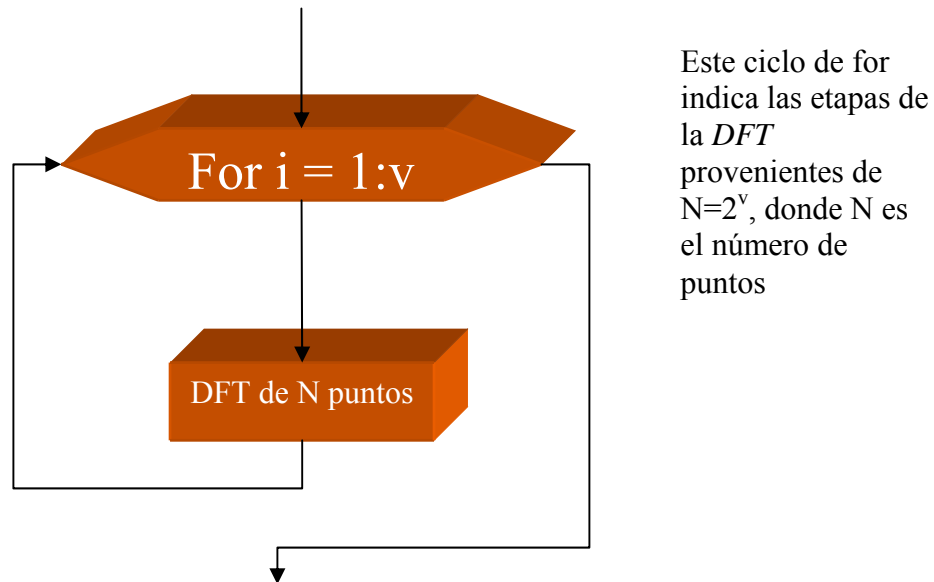 For i = 1:v
DFT de N puntos
Este ciclo de for
indica las etapas de
la DFT
provenientes de
N=2ᵛ, donde N es
el número de
puntos